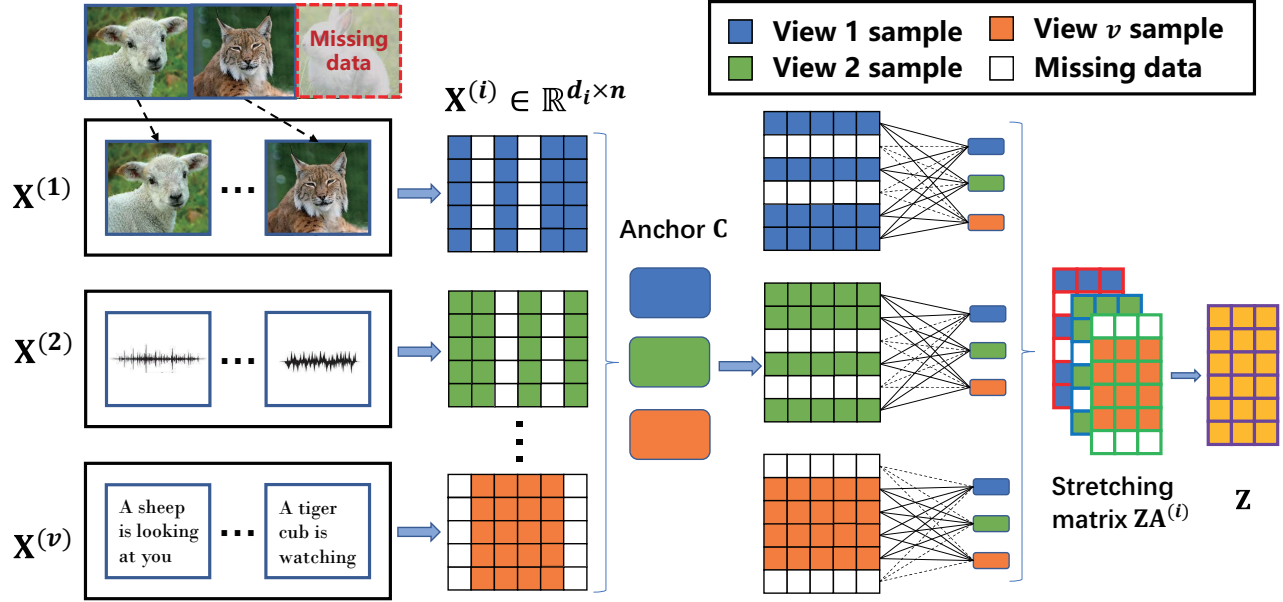 Missing
data
View 1 sample
View v sample
View 2 sample
Missing data
X^(i) ∈ ℝ^{d_i×n}
X^(1)
Anchor C
X^(2)
X^(v)
A sheep
is looking
at you
A tiger
cub is
watching
Stretching
matrix ZA^(i)
Z